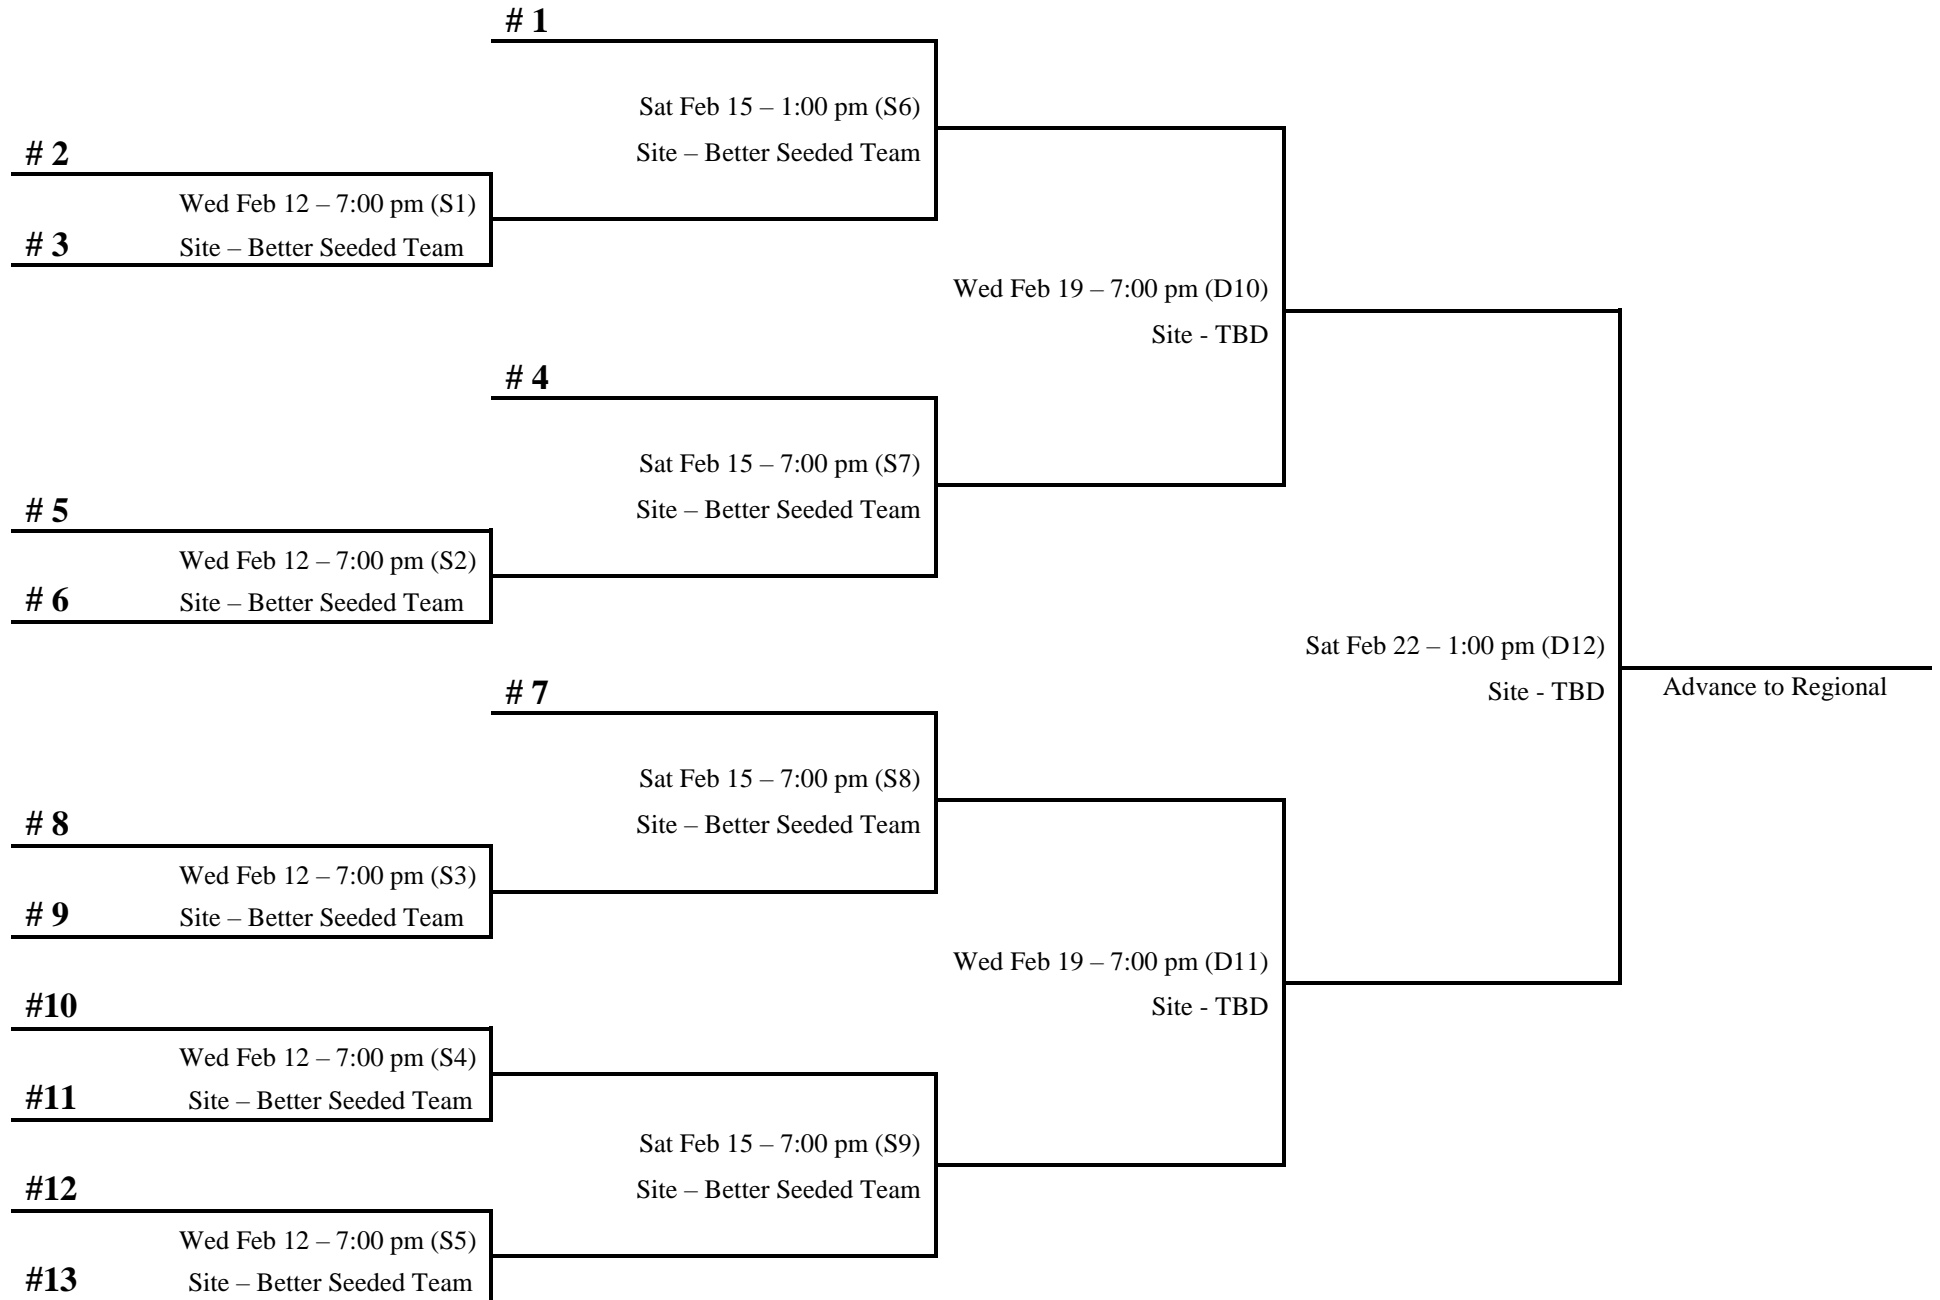 # 1
Sat Feb 15 – 1:00 pm (S6)
Site – Better Seeded Team
# 2
Wed Feb 12 – 7:00 pm (S1)
# 3
Site – Better Seeded Team
Wed Feb 19 – 7:00 pm (D10)
Site - TBD
# 4
Sat Feb 15 – 7:00 pm (S7)
Site – Better Seeded Team
# 5
Wed Feb 12 – 7:00 pm (S2)
# 6
Site – Better Seeded Team
Sat Feb 22 – 1:00 pm (D12)
Site - TBD
Advance to Regional
# 7
Sat Feb 15 – 7:00 pm (S8)
Site – Better Seeded Team
# 8
Wed Feb 12 – 7:00 pm (S3)
# 9
Site – Better Seeded Team
Wed Feb 19 – 7:00 pm (D11)
Site - TBD
#10
Wed Feb 12 – 7:00 pm (S4)
#11
Site – Better Seeded Team
Sat Feb 15 – 7:00 pm (S9)
Site – Better Seeded Team
#12
Wed Feb 12 – 7:00 pm (S5)
#13
Site – Better Seeded Team